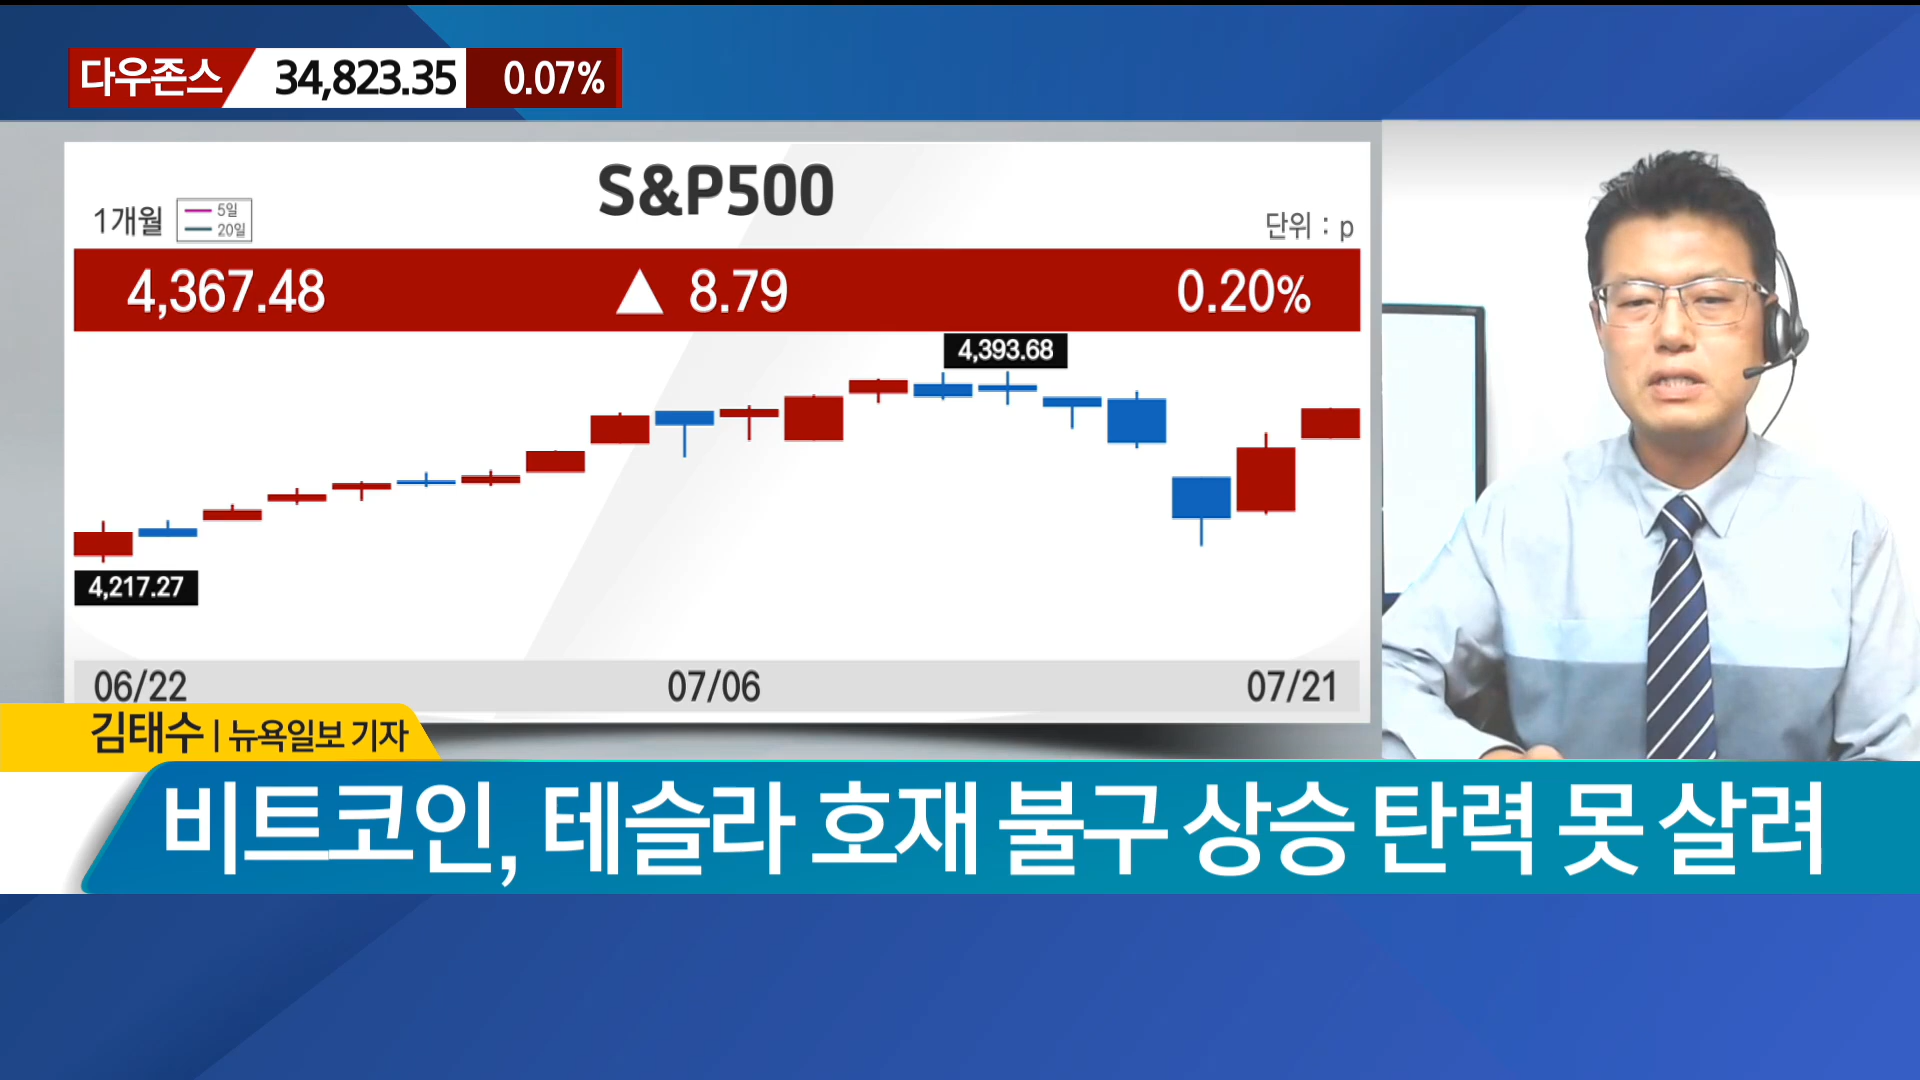 다우존스 34,823.35 0.07%
S&P500
1개월 5일
20일
단위 : p
4,367.48 ▲ 8.79 0.20%
4,393.68
4,217.27
06/22 07/06 07/21
김태수 | 뉴욕일보 기자
비트코인, 테슬라 호재 불구 상승 탄력 못 살려